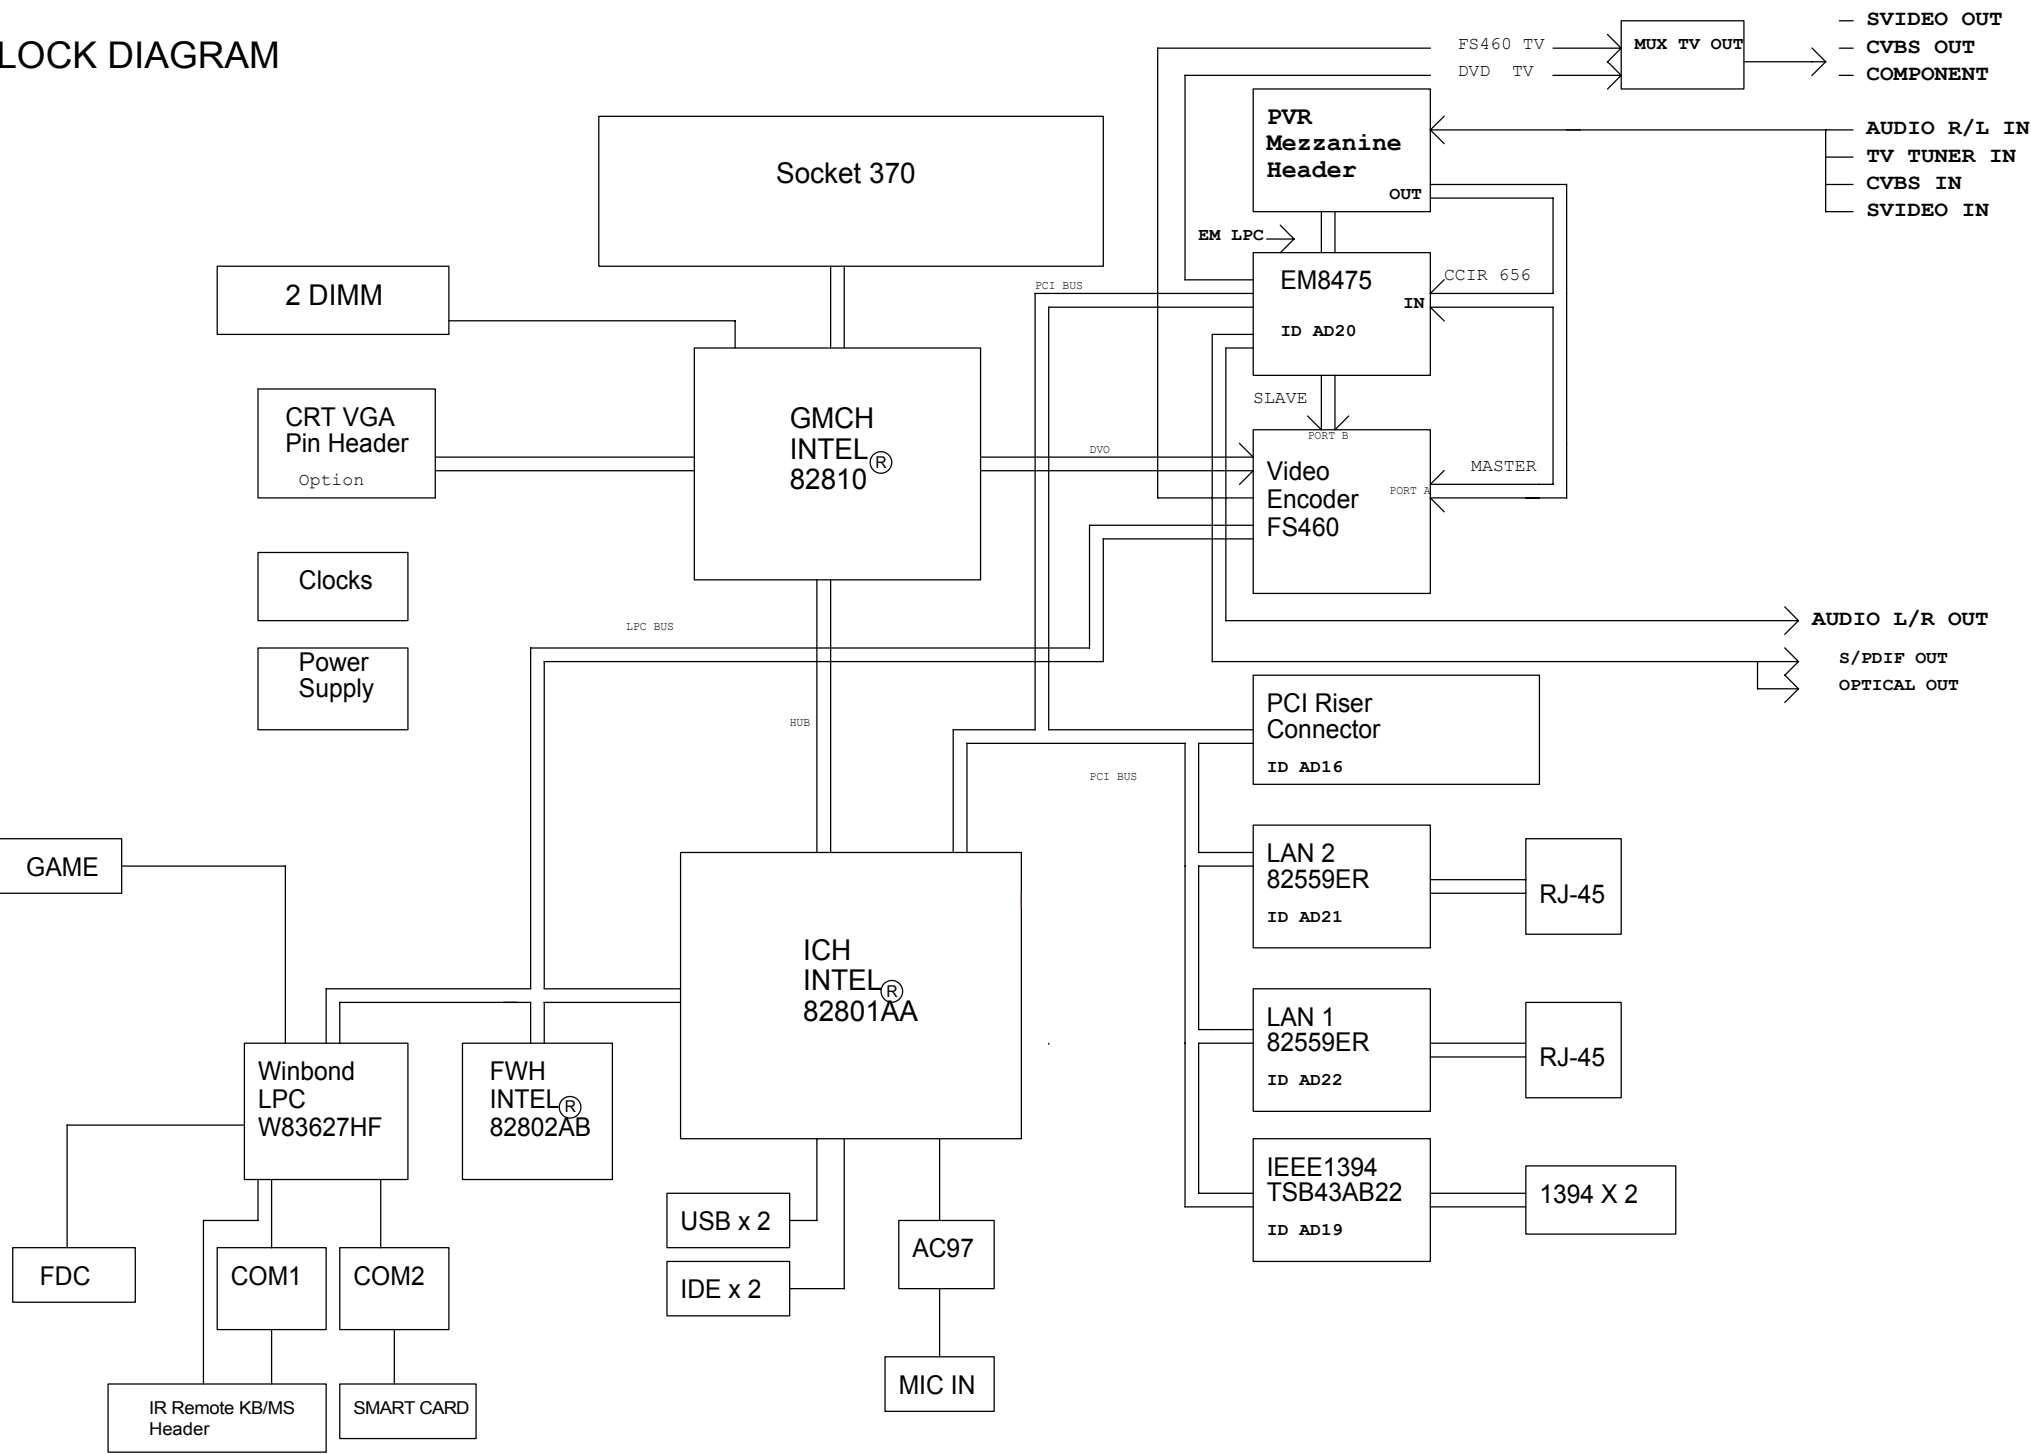 LOCK DIAGRAM
FS460 TV
DVD TV
MUX TV OUT
SVIDEO OUT
CVBS OUT
COMPONENT
PVR
Mezzanine
Header
OUT
AUDIO R/L IN
TV TUNER IN
CVBS IN
SVIDEO IN
Socket 370
EM LPC
2 DIMM
PCI BUS
EM8475
IN
ID AD20
CCIR 656
CRT VGA
Pin Header
Option
GMCH
INTEL®
82810
DVO
SLAVE
PORT B
Video
Encoder
FS460
PORT A
MASTER
Clocks
LPC BUS
AUDIO L/R OUT
Power
Supply
S/PDIF OUT
OPTICAL OUT
HUB
PCI Riser
Connector
ID AD16
PCI BUS
GAME
LAN 2
82559ER
ID AD21
RJ-45
ICH
INTEL®
82801AA
LAN 1
82559ER
ID AD22
RJ-45
Winbond
LPC
W83627HF
FWH
INTEL®
82802AB
IEEE1394
TSB43AB22
ID AD19
1394 X 2
FDC
COM1
COM2
USB x 2
IDE x 2
AC97
MIC IN
IR Remote KB/MS
Header
SMART CARD